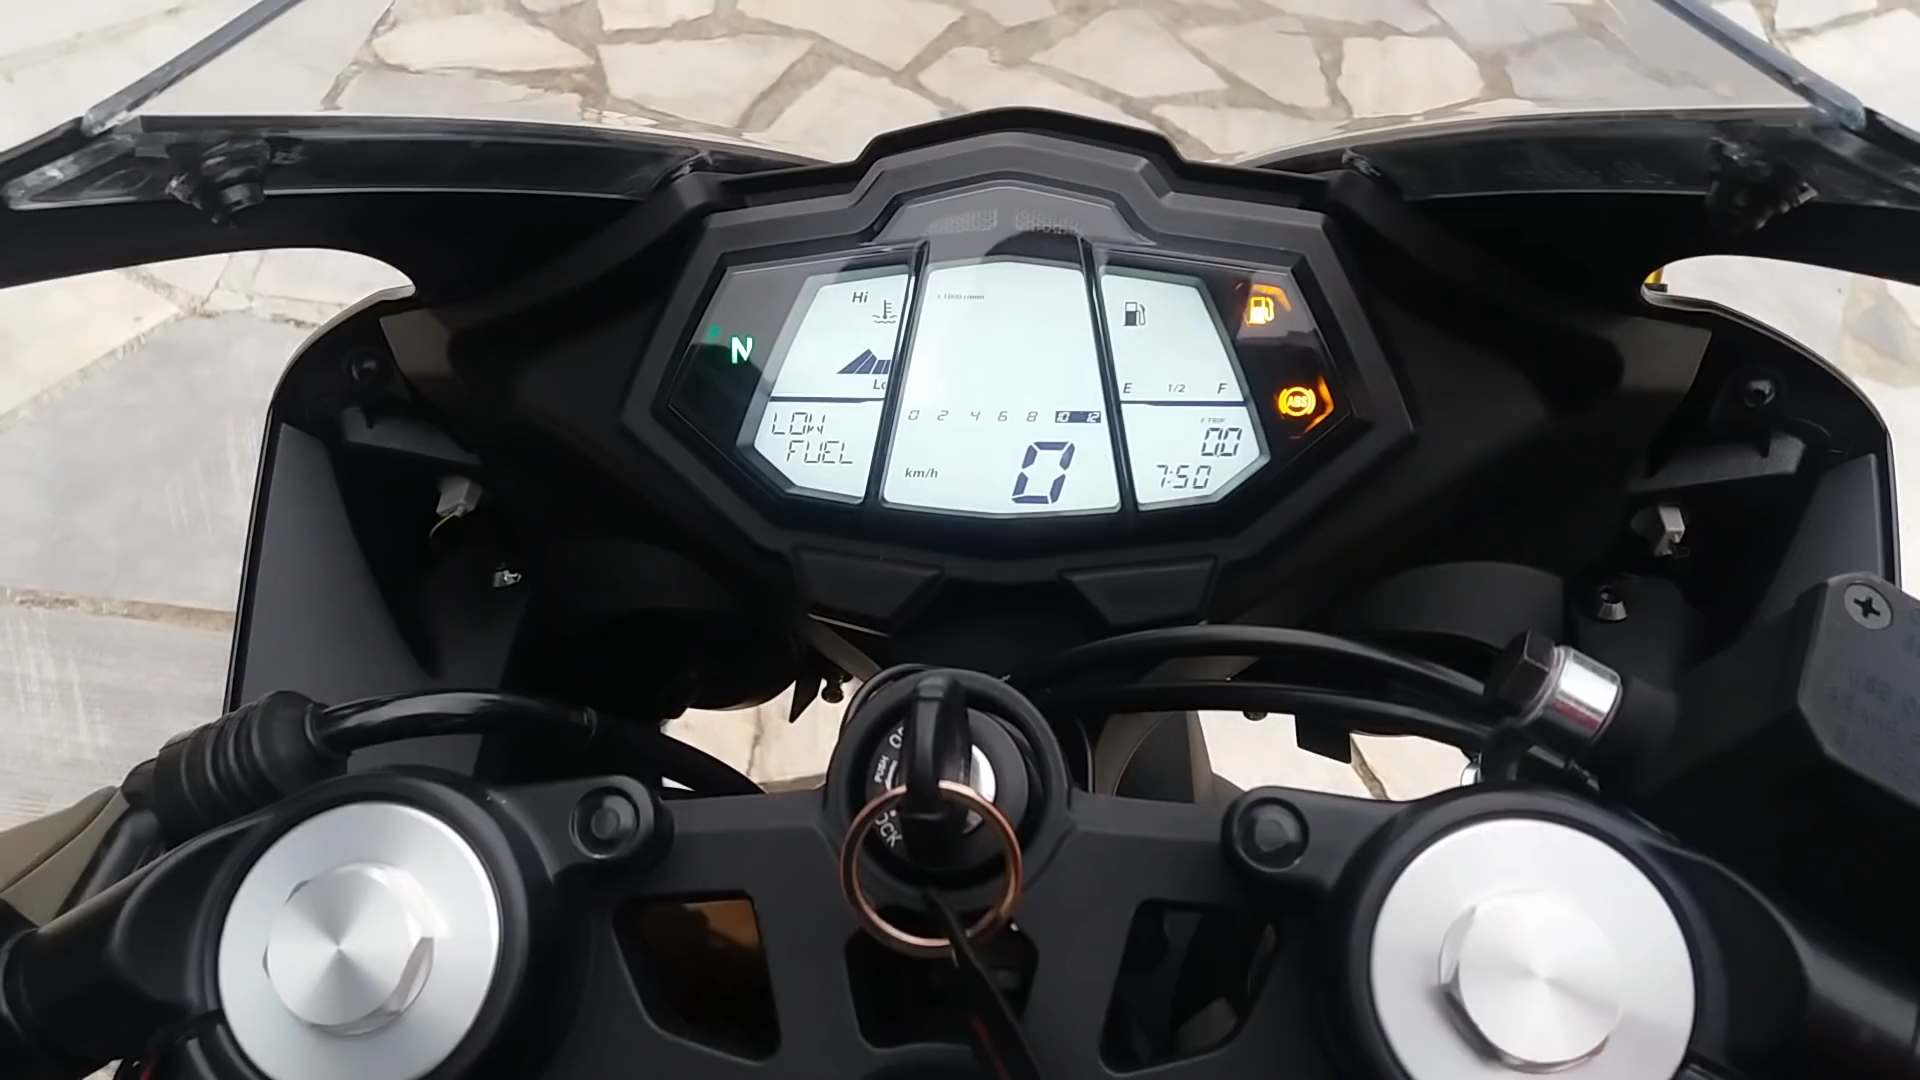 N
Hi
Lo
LOW
FUEL
x1000 r/min
0 2 4 6 8 10 12
km/h
0
E 1/2 F
F TRIP
0.0
7:50
ABS
PUSH
LOCK